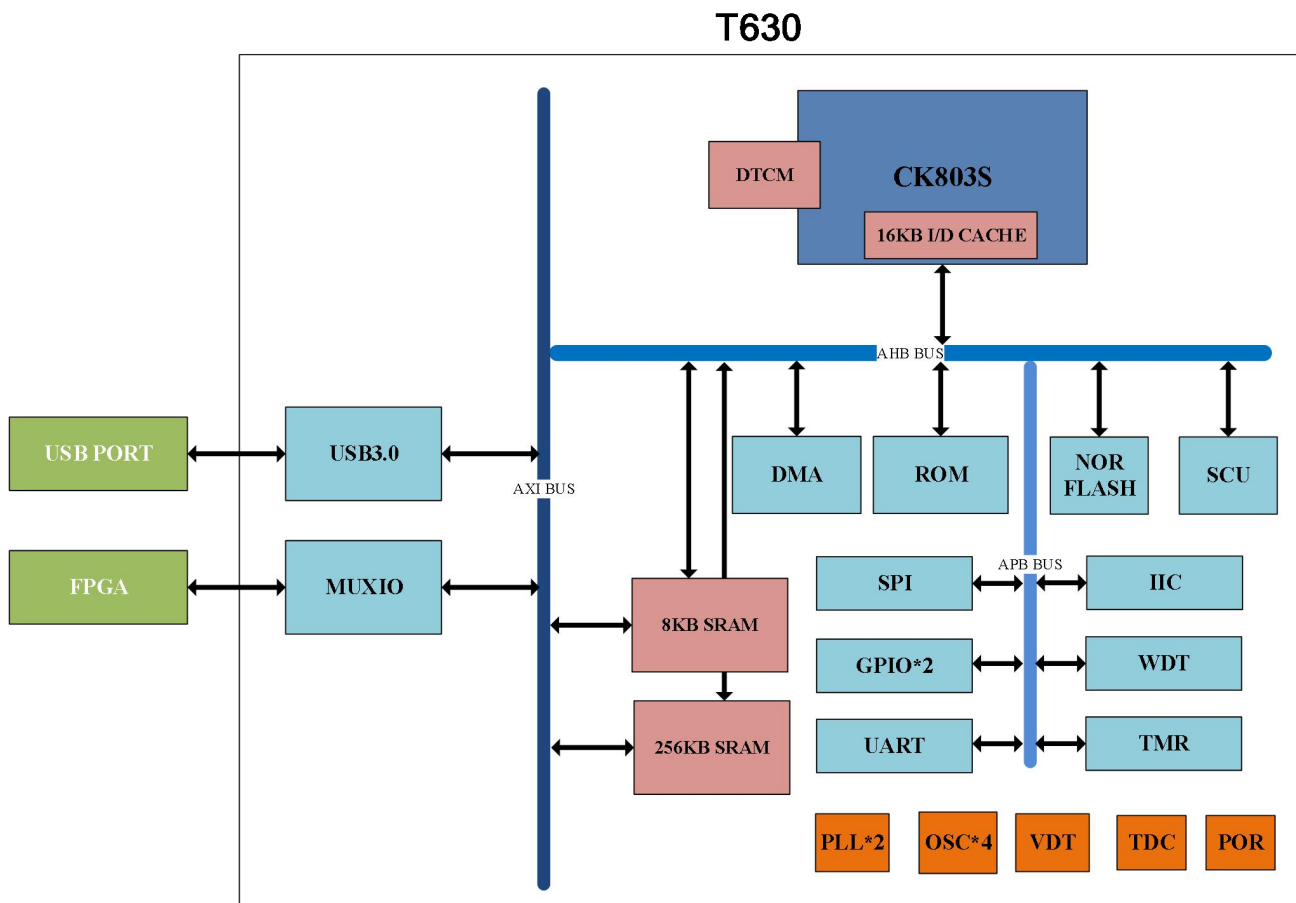 T630
DTCM
CK803S
16KB I/D CACHE
AHB BUS
USB PORT
USB3.0
AXI BUS
DMA
ROM
NOR
FLASH
SCU
FPGA
MUXIO
APB BUS
SPI
IIC
8KB SRAM
GPIO*2
WDT
256KB SRAM
UART
TMR
PLL*2
OSC*4
VDT
TDC
POR